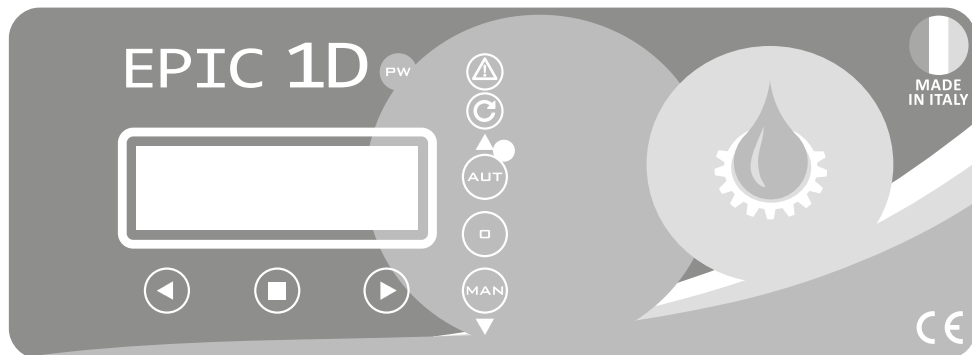 EPIC 1D
PW
AUT
MAN
MADE
IN ITALY
CE